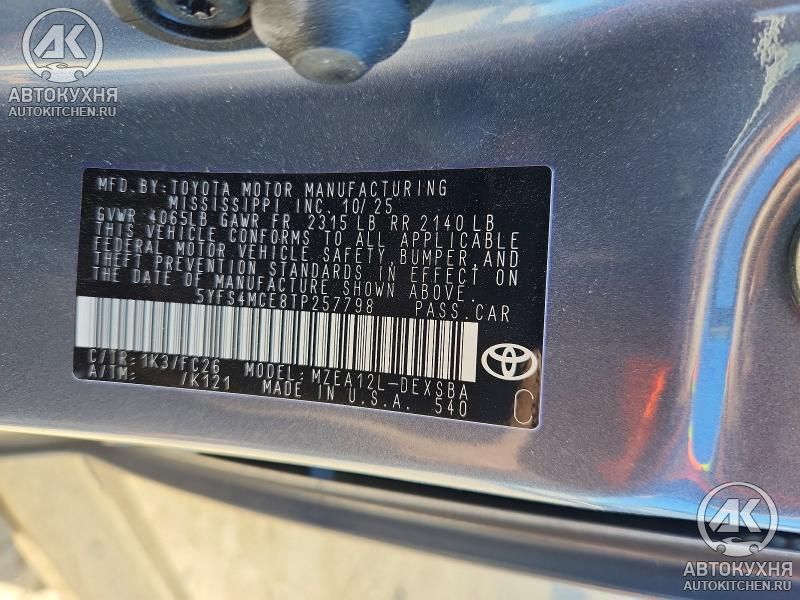 АК
АВТОКУХНЯ
AUTOKITCHEN.RU
MFD. BY: TOYOTA MOTOR MANUFACTURING
MISSISSIPPI INC. 10/25
GVWR 4065LB GAWR FR 2315 LB RR 2140 LB
THIS VEHICLE CONFORMS TO ALL APPLICABLE
FEDERAL MOTOR VEHICLE SAFETY, BUMPER, AND
THEFT PREVENTION STANDARDS IN EFFECT ON
THE DATE OF MANUFACTURE SHOWN ABOVE.
5YFS4MCE8TP257798 PASS. CAR
C/TR: 1K3/FC26 MODEL: MZEA12L-DEXSBA
A/TM: /K121 MADE IN U.S.A. 540 C
АК
АВТОКУХНЯ
AUTOKITCHEN.RU